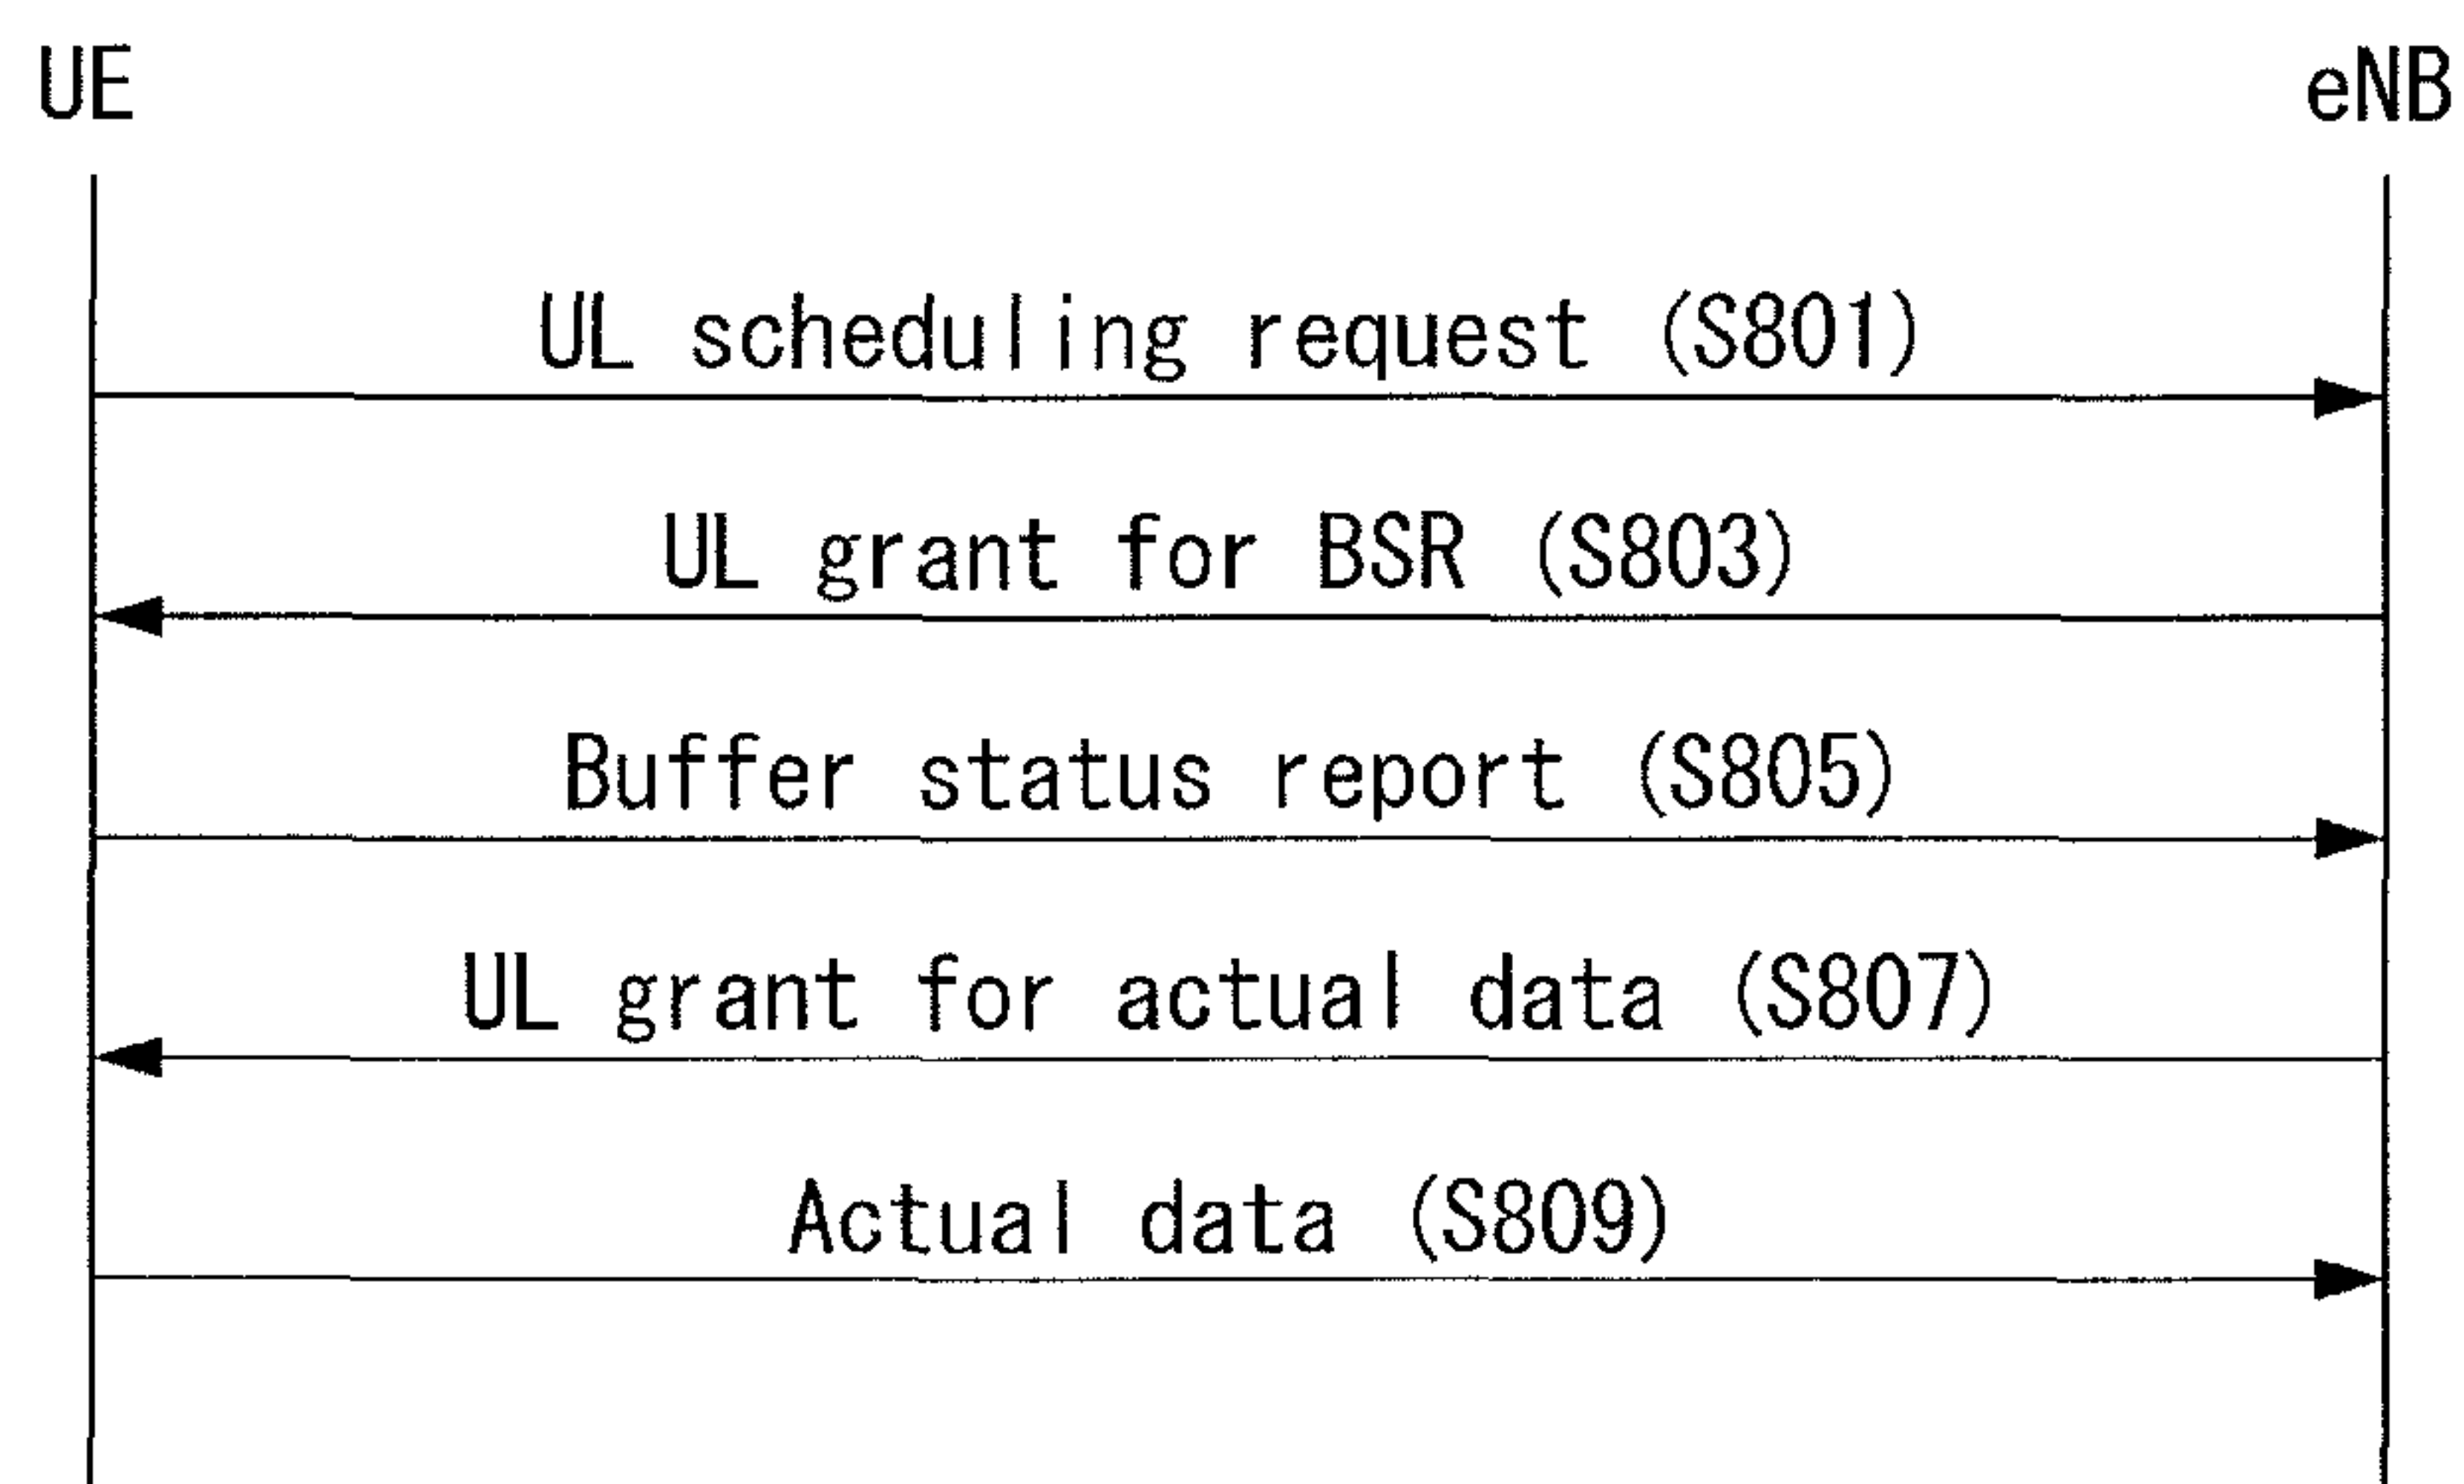 UE
eNB
UL scheduling request (S801)
UL grant for BSR (S803)
Buffer status report (S805)
UL grant for actual data (S807)
Actual data (S809)